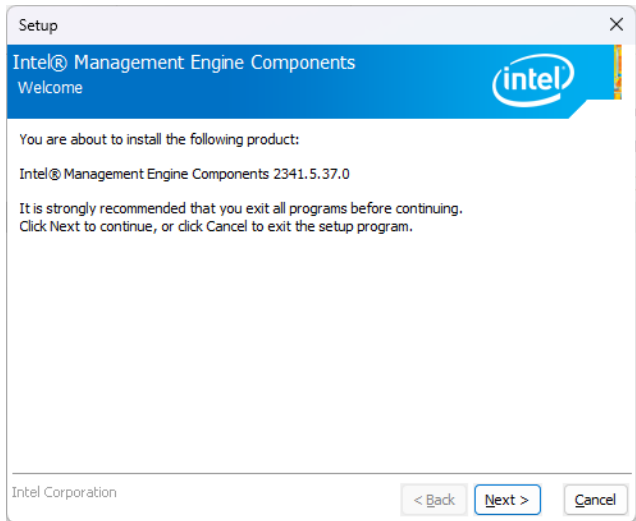 Setup
Intel® Management Engine Components
Welcome
intel
You are about to install the following product:
Intel® Management Engine Components 2341.5.37.0
It is strongly recommended that you exit all programs before continuing.
Click Next to continue, or click Cancel to exit the setup program.
Intel Corporation
< Back
Next >
Cancel